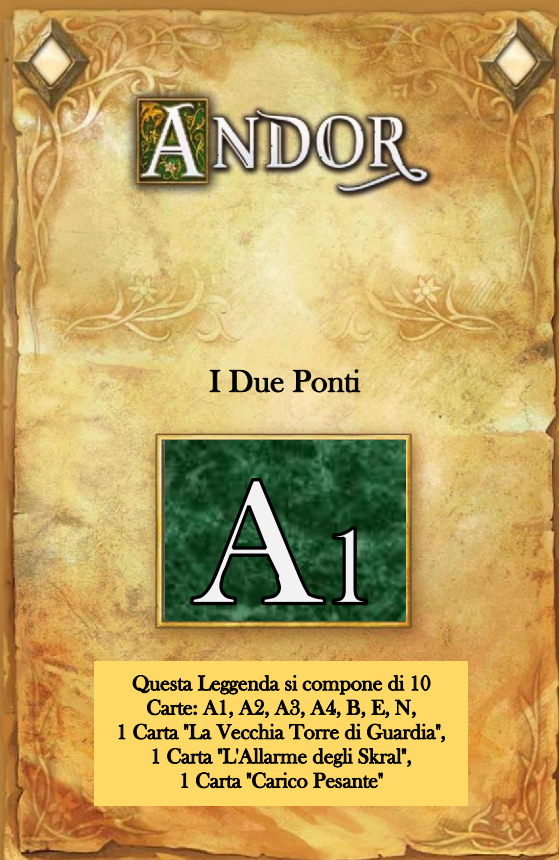 ANDOR
I Due Ponti
A1
Questa Leggenda si compone di 10
Carte: A1, A2, A3, A4, B, E, N,
1 Carta "La Vecchia Torre di Guardia",
1 Carta "L'Allarme degli Skral",
1 Carta "Carico Pesante"